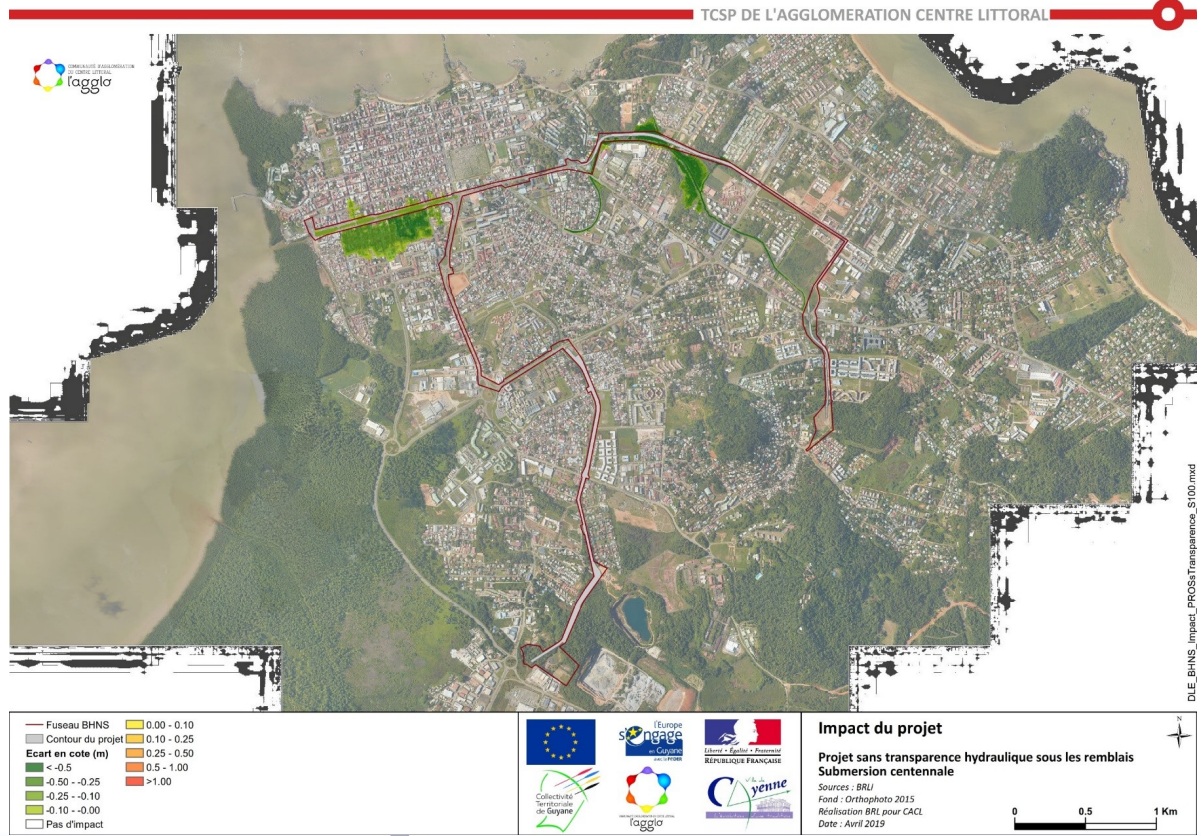 TCSP DE L'AGGLOMERATION CENTRE LITTORAL
COMMUNAUTÉ D'AGGLOMÉRATION
DU CENTRE LITTORAL
l'agglo
DLE_BHNS_Impact_PROSsTransparence_S100.mxd
Fuseau BHNS
Contour du projet
Ecart en cote (m)
< -0.5
-0.50 - -0.25
-0.25 - -0.10
-0.10 - -0.00
Pas d'impact
0.00 - 0.10
0.10 - 0.25
0.25 - 0.50
0.5 - 1.00
>1.00
l'Europe
s'engage
en Guyane
avec le FEDER
Liberté • Égalité • Fraternité
RÉPUBLIQUE FRANÇAISE
Collectivité
Territoriale
de Guyane
l'agglo
Ville de
Cayenne
Impact du projet
Projet sans transparence hydraulique sous les remblais
Submersion centennale
Sources : BRLi
Fond : Orthophoto 2015
Réalisation BRL pour CACL
Date : Avril 2019
N
0 0.5 1 Km